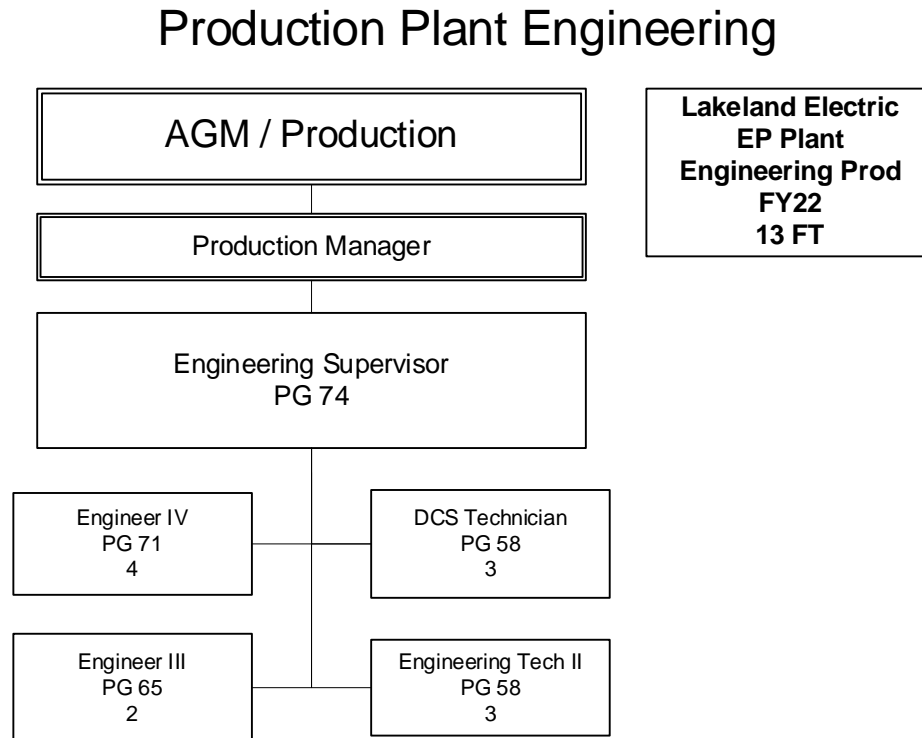 Production Plant Engineering
AGM / Production
Lakeland Electric
EP Plant
Engineering Prod
FY22
13 FT
Production Manager
Engineering Supervisor
PG 74
Engineer IV
PG 71
4
DCS Technician
PG 58
3
Engineer III
PG 65
2
Engineering Tech II
PG 58
3